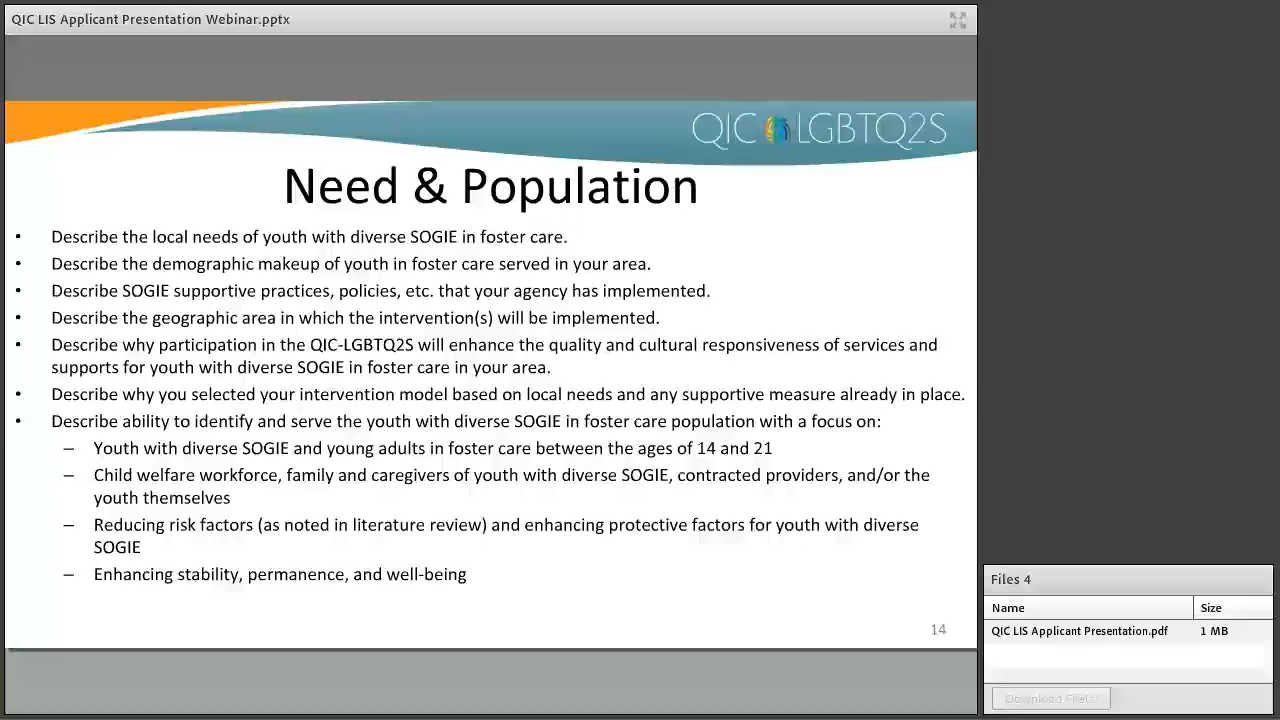 QIC LIS Applicant Presentation Webinar.pptx
QIC LGBTQ2S
Need & Population
• Describe the local needs of youth with diverse SOGIE in foster care.
• Describe the demographic makeup of youth in foster care served in your area.
• Describe SOGIE supportive practices, policies, etc. that your agency has implemented.
• Describe the geographic area in which the intervention(s) will be implemented.
• Describe why participation in the QIC-LGBTQ2S will enhance the quality and cultural responsiveness of services and
supports for youth with diverse SOGIE in foster care in your area.
• Describe why you selected your intervention model based on local needs and any supportive measure already in place.
• Describe ability to identify and serve the youth with diverse SOGIE in foster care population with a focus on:
– Youth with diverse SOGIE and young adults in foster care between the ages of 14 and 21
– Child welfare workforce, family and caregivers of youth with diverse SOGIE, contracted providers, and/or the
youth themselves
– Reducing risk factors (as noted in literature review) and enhancing protective factors for youth with diverse
SOGIE
– Enhancing stability, permanence, and well-being
14
Files 4
Name Size
QIC LIS Applicant Presentation.pdf 1 MB
Download File(s)